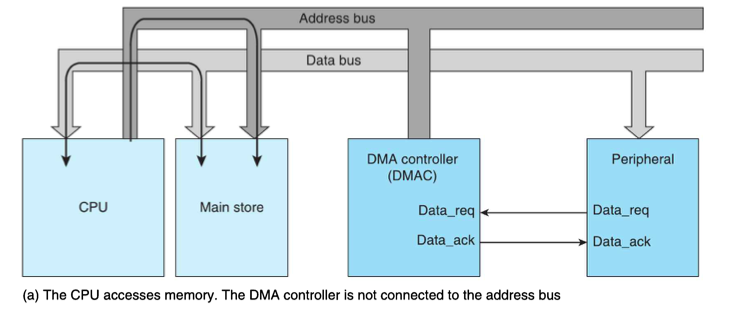 Address bus
Data bus
CPU
Main store
DMA controller
(DMAC)
Data_req
Data_ack
Peripheral
Data_req
Data_ack
(a) The CPU accesses memory. The DMA controller is not connected to the address bus